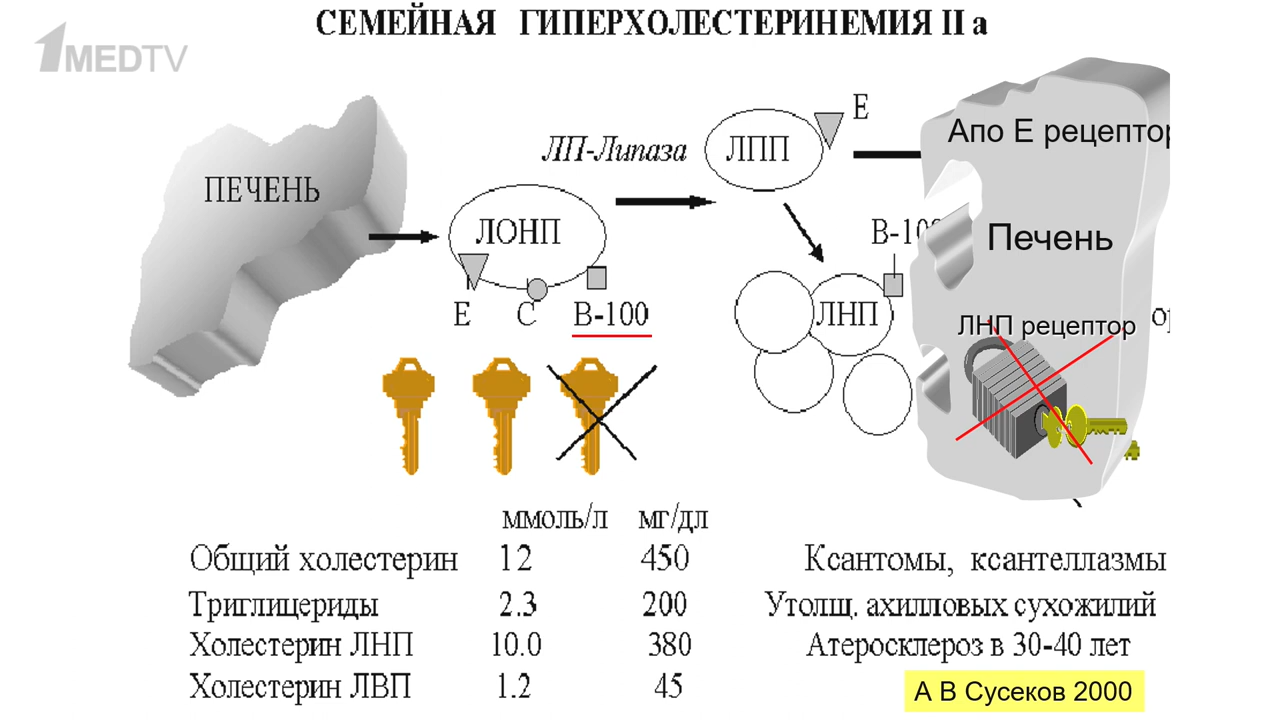 СЕМЕЙНАЯ ГИПЕРХОЛЕСТЕРИНЕМИЯ II а
1MEDTV
Е
Апо Е рецептор
ЛП-Липаза
ЛПП
ПЕЧЕНЬ
ЛОНП
В-100
Печень
Е С В-100
ЛНП
ЛНП рецептор
ммоль/л мг/дл
Общий холестерин 12 450
Ксантомы, ксантеллазмы
Триглицериды 2.3 200
Утолщ. ахилловых сухожилий
Холестерин ЛНП 10.0 380
Атеросклероз в 30-40 лет
Холестерин ЛВП 1.2 45
А В Сусеков 2000